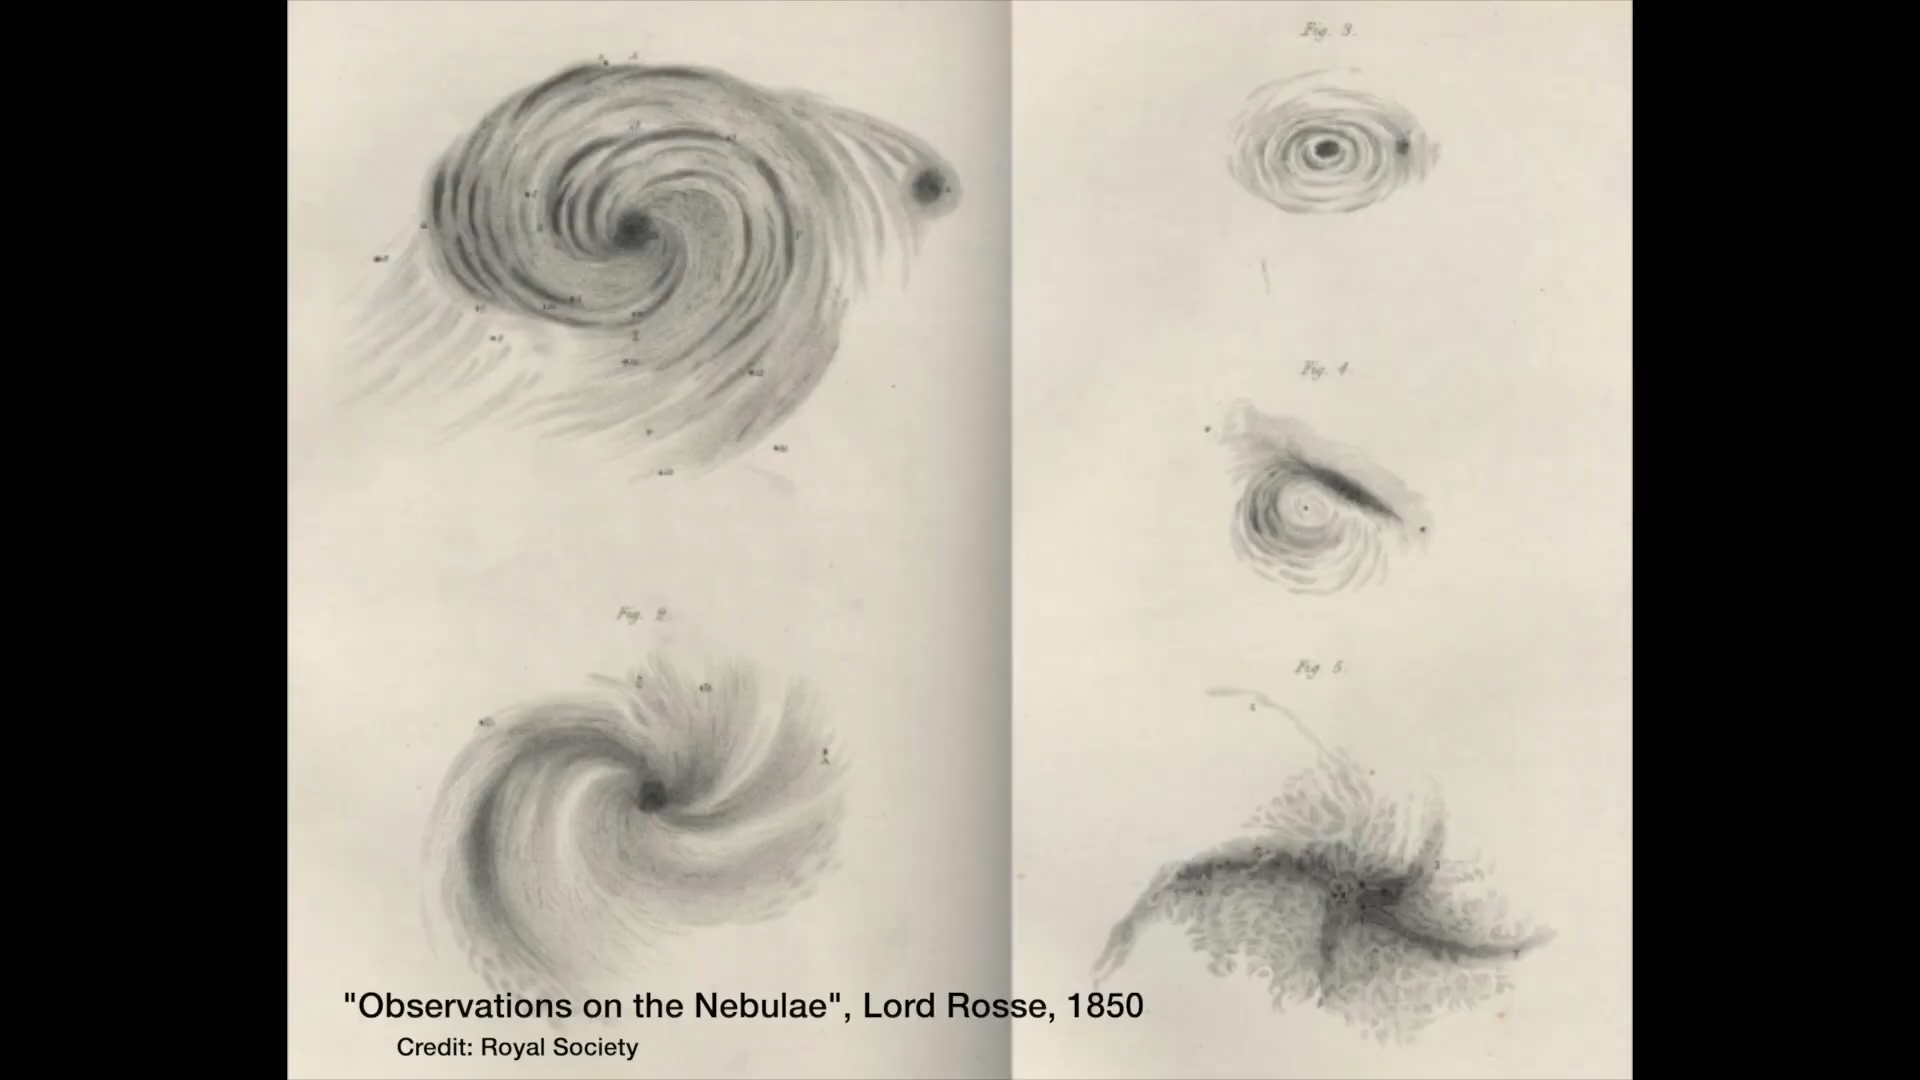 Fig. 2.
Fig. 3.
Fig. 4.
Fig. 5.
"Observations on the Nebulae", Lord Rosse, 1850
Credit: Royal Society